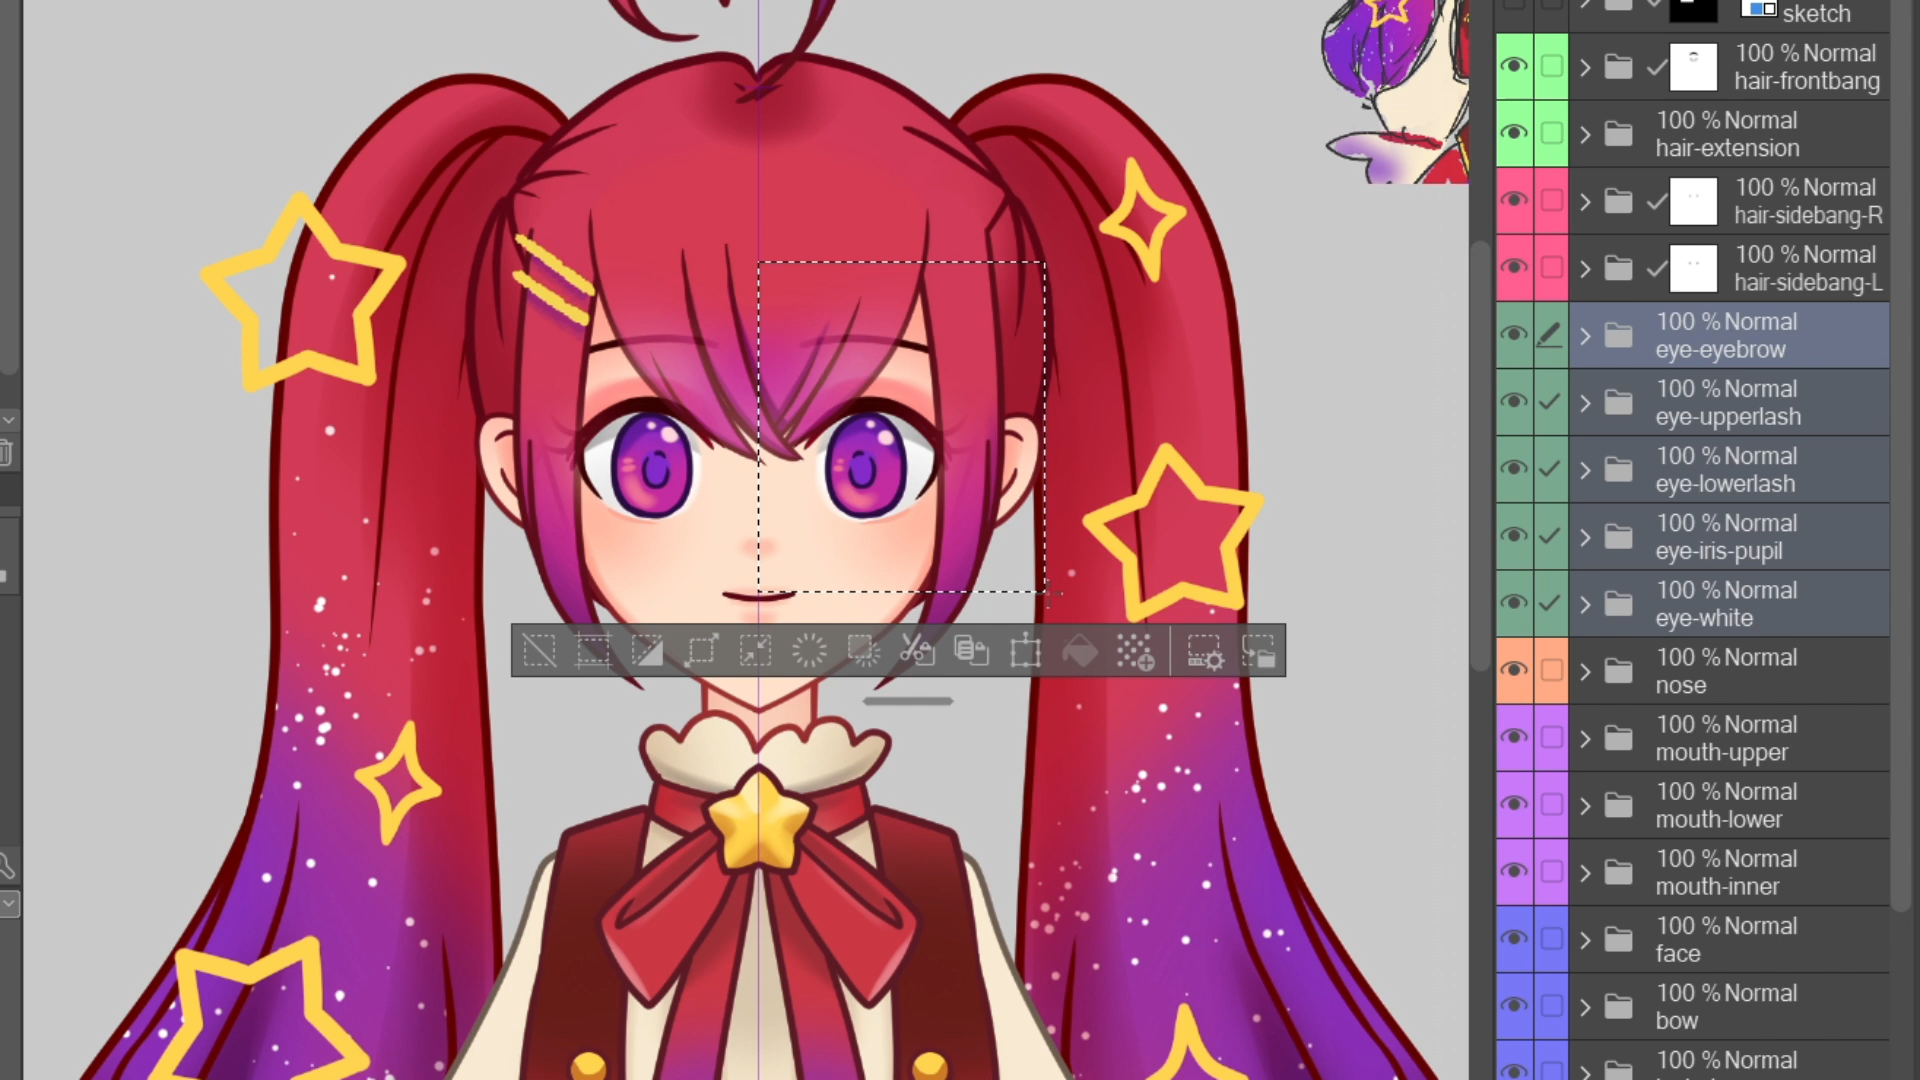 sketch
100 % Normal
hair-frontbang
100 % Normal
hair-extension
100 % Normal
hair-sidebang-R
100 % Normal
hair-sidebang-L
100 % Normal
eye-eyebrow
100 % Normal
eye-upperlash
100 % Normal
eye-lowerlash
100 % Normal
eye-iris-pupil
100 % Normal
eye-white
100 % Normal
nose
100 % Normal
mouth-upper
100 % Normal
mouth-lower
100 % Normal
mouth-inner
100 % Normal
face
100 % Normal
bow
100 % Normal